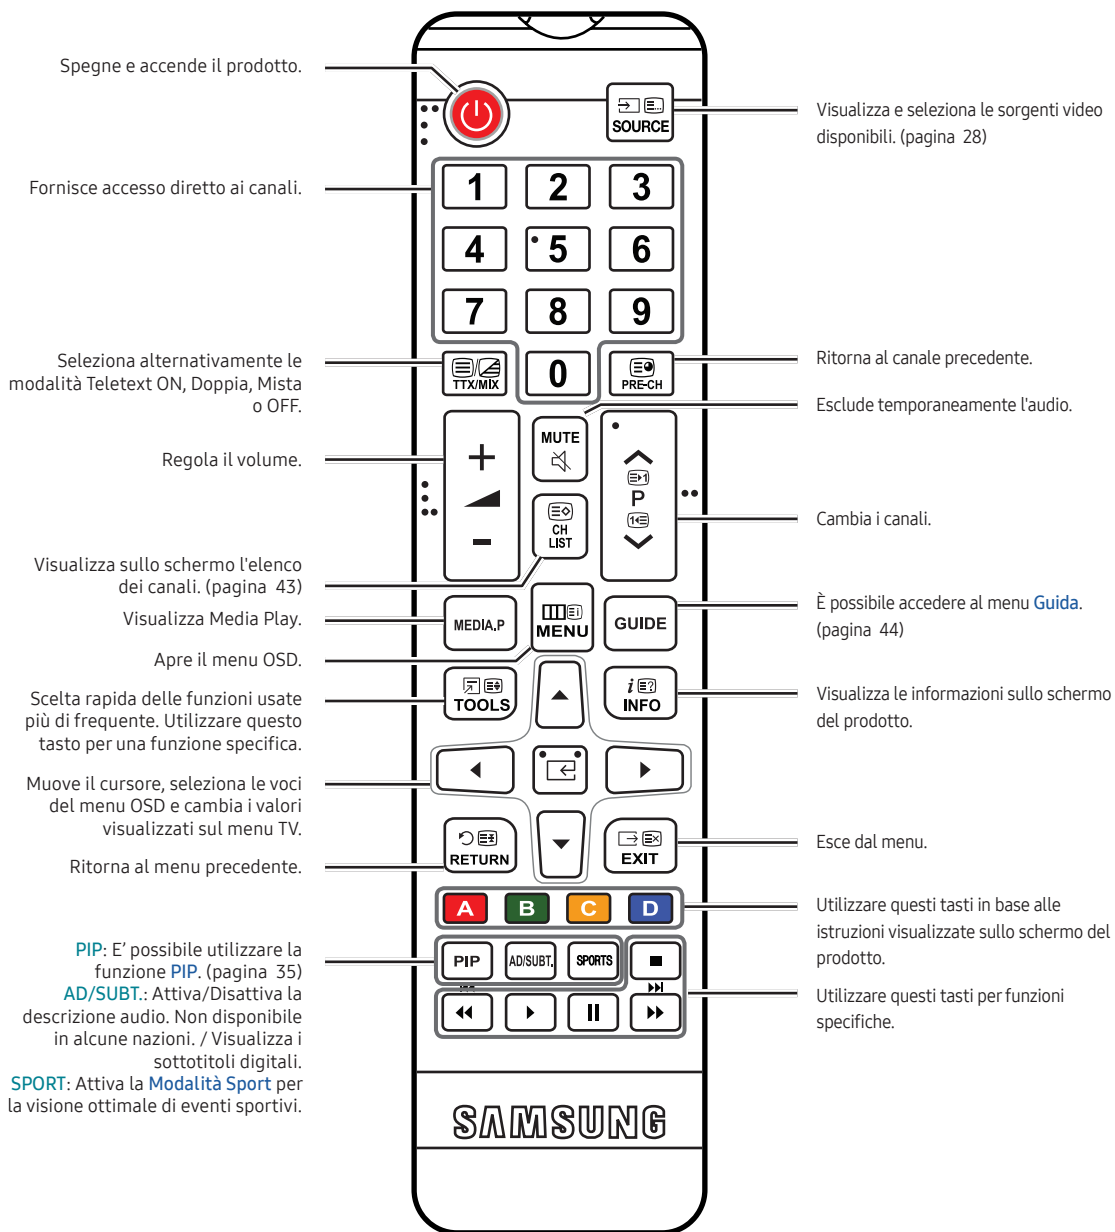 Spegne e accende il prodotto.
SOURCE
Visualizza e seleziona le sorgenti video
disponibili. (pagina 28)
Fornisce accesso diretto ai canali.
1 2 3
4 5 6
7 8 9
0
Seleziona alternativamente le
modalità Teletext ON, Doppia, Mista
o OFF.
TTX/MIX
PRE-CH
Ritorna al canale precedente.
Esclude temporaneamente l'audio.
MUTE
Regola il volume.
P
CH
LIST
Cambia i canali.
Visualizza sullo schermo l'elenco
dei canali. (pagina 43)
Visualizza Media Play.
MEDIA.P
MENU
GUIDE
È possibile accedere al menu Guida.
(pagina 44)
Apre il menu OSD.
Scelta rapida delle funzioni usate
più di frequente. Utilizzare questo
tasto per una funzione specifica.
TOOLS
INFO
Visualizza le informazioni sullo schermo
del prodotto.
Muove il cursore, seleziona le voci
del menu OSD e cambia i valori
visualizzati sul menu TV.
Ritorna al menu precedente.
RETURN
EXIT
Esce dal menu.
A B C D
Utilizzare questi tasti in base alle
istruzioni visualizzate sullo schermo del
prodotto.
PIP: E' possibile utilizzare la
funzione PIP. (pagina 35)
AD/SUBT.: Attiva/Disattiva la
descrizione audio. Non disponibile
in alcune nazioni. / Visualizza i
sottotitoli digitali.
SPORT: Attiva la Modalità Sport per
la visione ottimale di eventi sportivi.
PIP AD/SUBT. SPORTS
Utilizzare questi tasti per funzioni
specifiche.
SAMSUNG